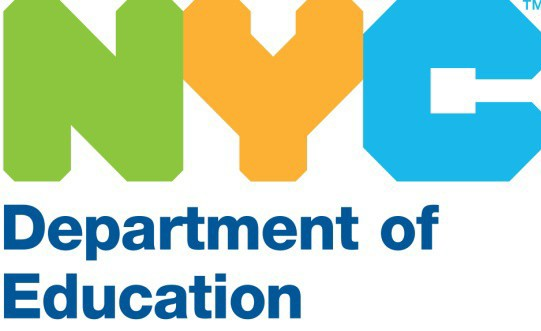 NYC™
Department of
Education